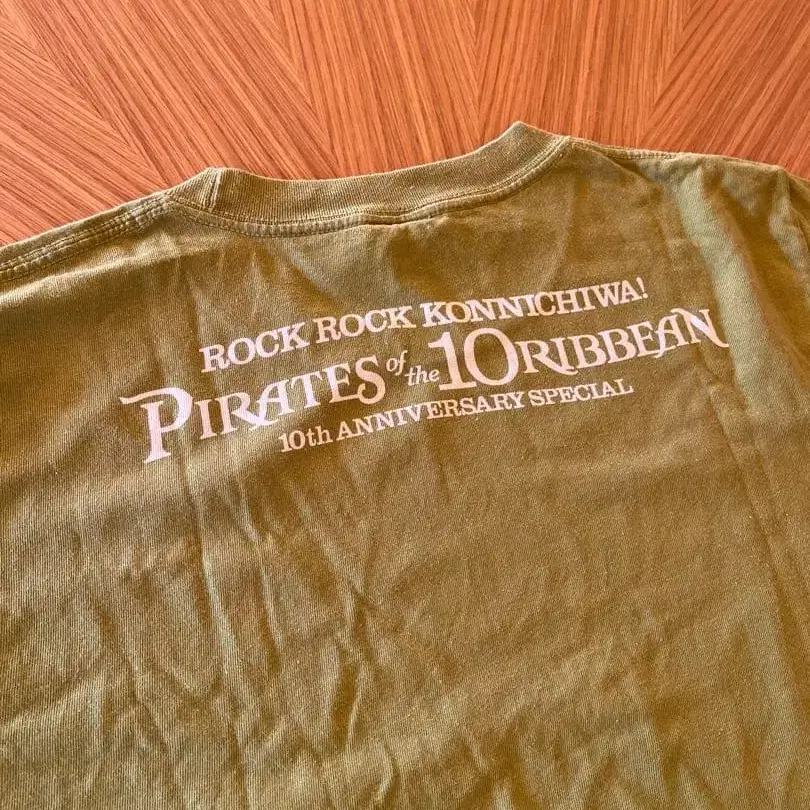 ROCK ROCK KONNICHIWA!
PIRATES of the 10RIBBEAN
10th ANNIVERSARY SPECIAL